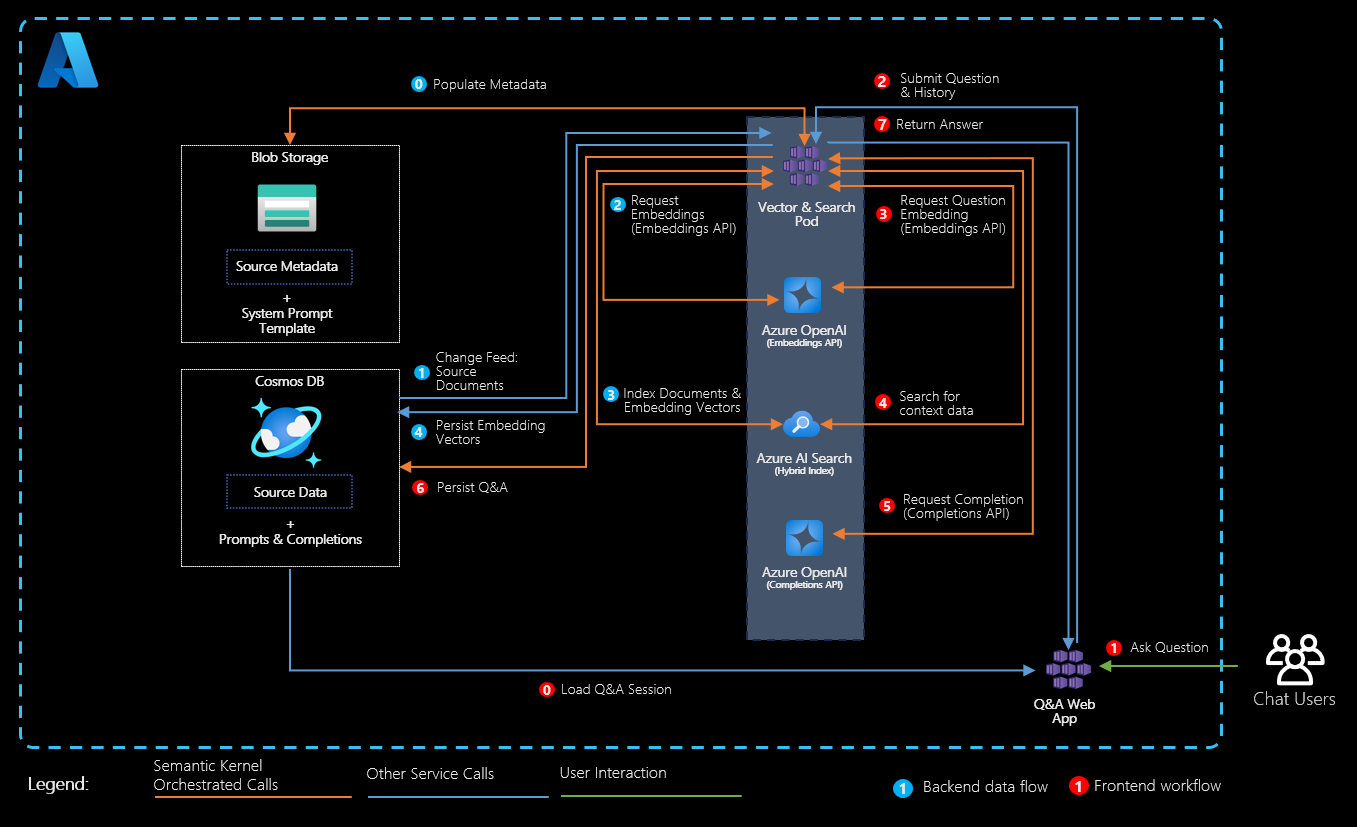 0 Populate Metadata
2 Submit Question
& History
7 Return Answer
Blob Storage
Source Metadata
+
System Prompt
Template
Vector & Search
Pod
2 Request
Embeddings
(Embeddings API)
3 Request Question
Embedding
(Embeddings API)
Azure OpenAI
(Embeddings API)
1 Change Feed:
Source
Documents
Cosmos DB
4 Persist Embedding
Vectors
3 Index Documents &
Embedding Vectors
4 Search for
context data
Azure AI Search
(Hybrid Index)
6 Persist Q&A
Source Data
+
Prompts & Completions
5 Request Completion
(Completions API)
Azure OpenAI
(Completions API)
1 Ask Question
0 Load Q&A Session
Q&A Web
App
Chat Users
Legend:
Semantic Kernel
Orchestrated Calls
Other Service Calls
User Interaction
1 Backend data flow
1 Frontend workflow